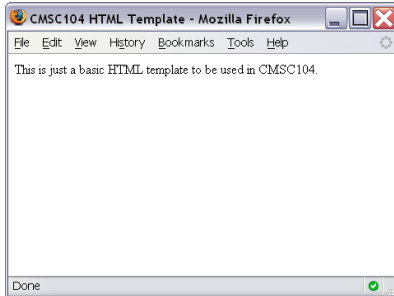 CMSC104 HTML Template - Mozilla Firefox
File Edit View History Bookmarks Tools Help
This is just a basic HTML template to be used in CMSC104.
Done